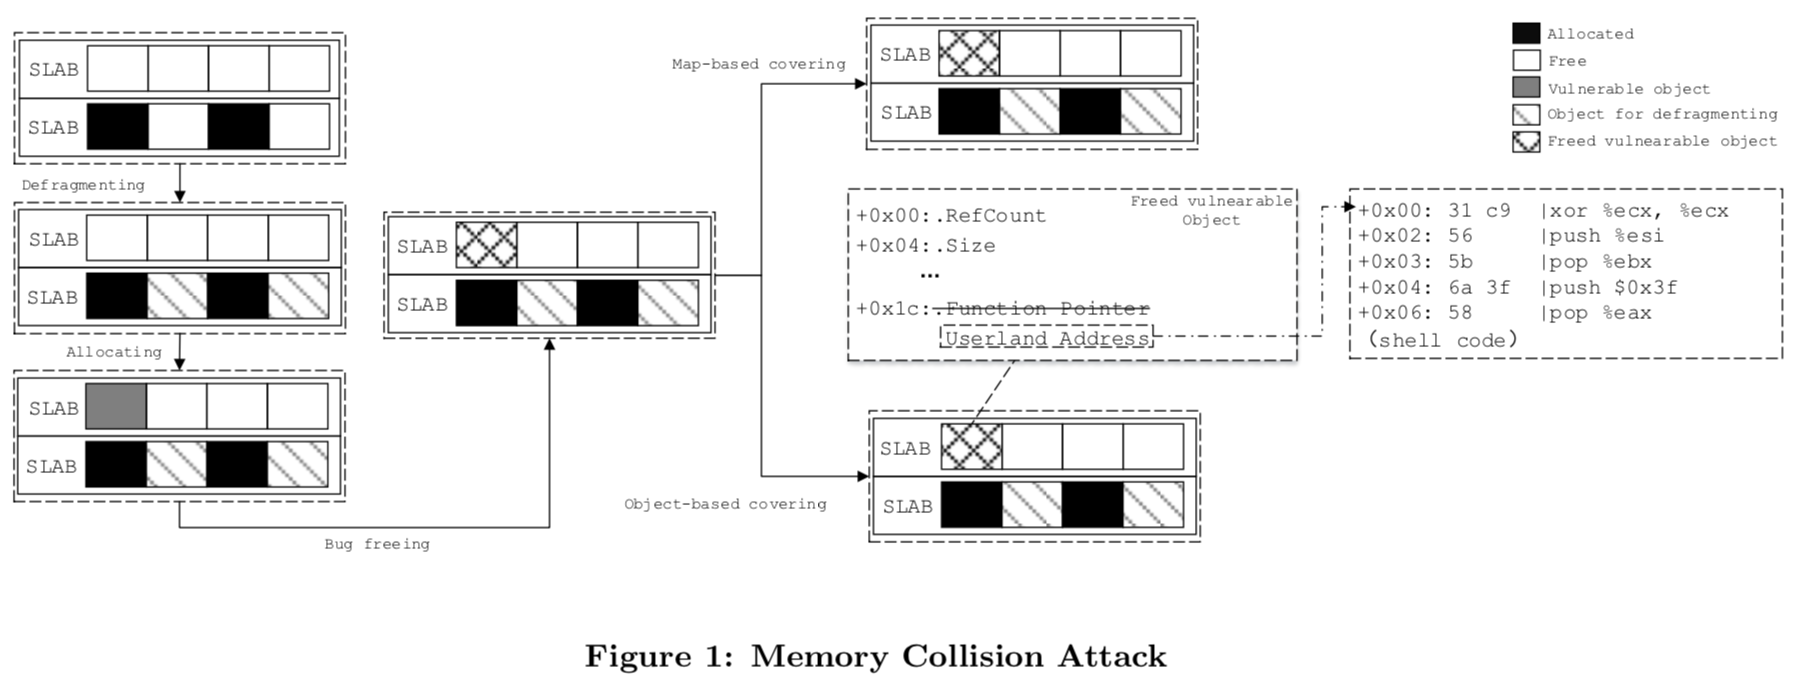 SLAB
SLAB
Defragmenting
SLAB
SLAB
Allocating
SLAB
SLAB
Bug freeing
SLAB
SLAB
Map-based covering
SLAB
SLAB
Freed vulnearable
Object
+0x00:.RefCount
+0x04:.Size
...
+0x1c:.Function Pointer
Userland Address
+0x00: 31 c9 |xor %ecx, %ecx
+0x02: 56 |push %esi
+0x03: 5b |pop %ebx
+0x04: 6a 3f |push $0x3f
+0x06: 58 |pop %eax
(shell code)
Object-based covering
SLAB
SLAB
Allocated
Free
Vulnerable object
Object for defragmenting
Freed vulnearable object
Figure 1: Memory Collision Attack